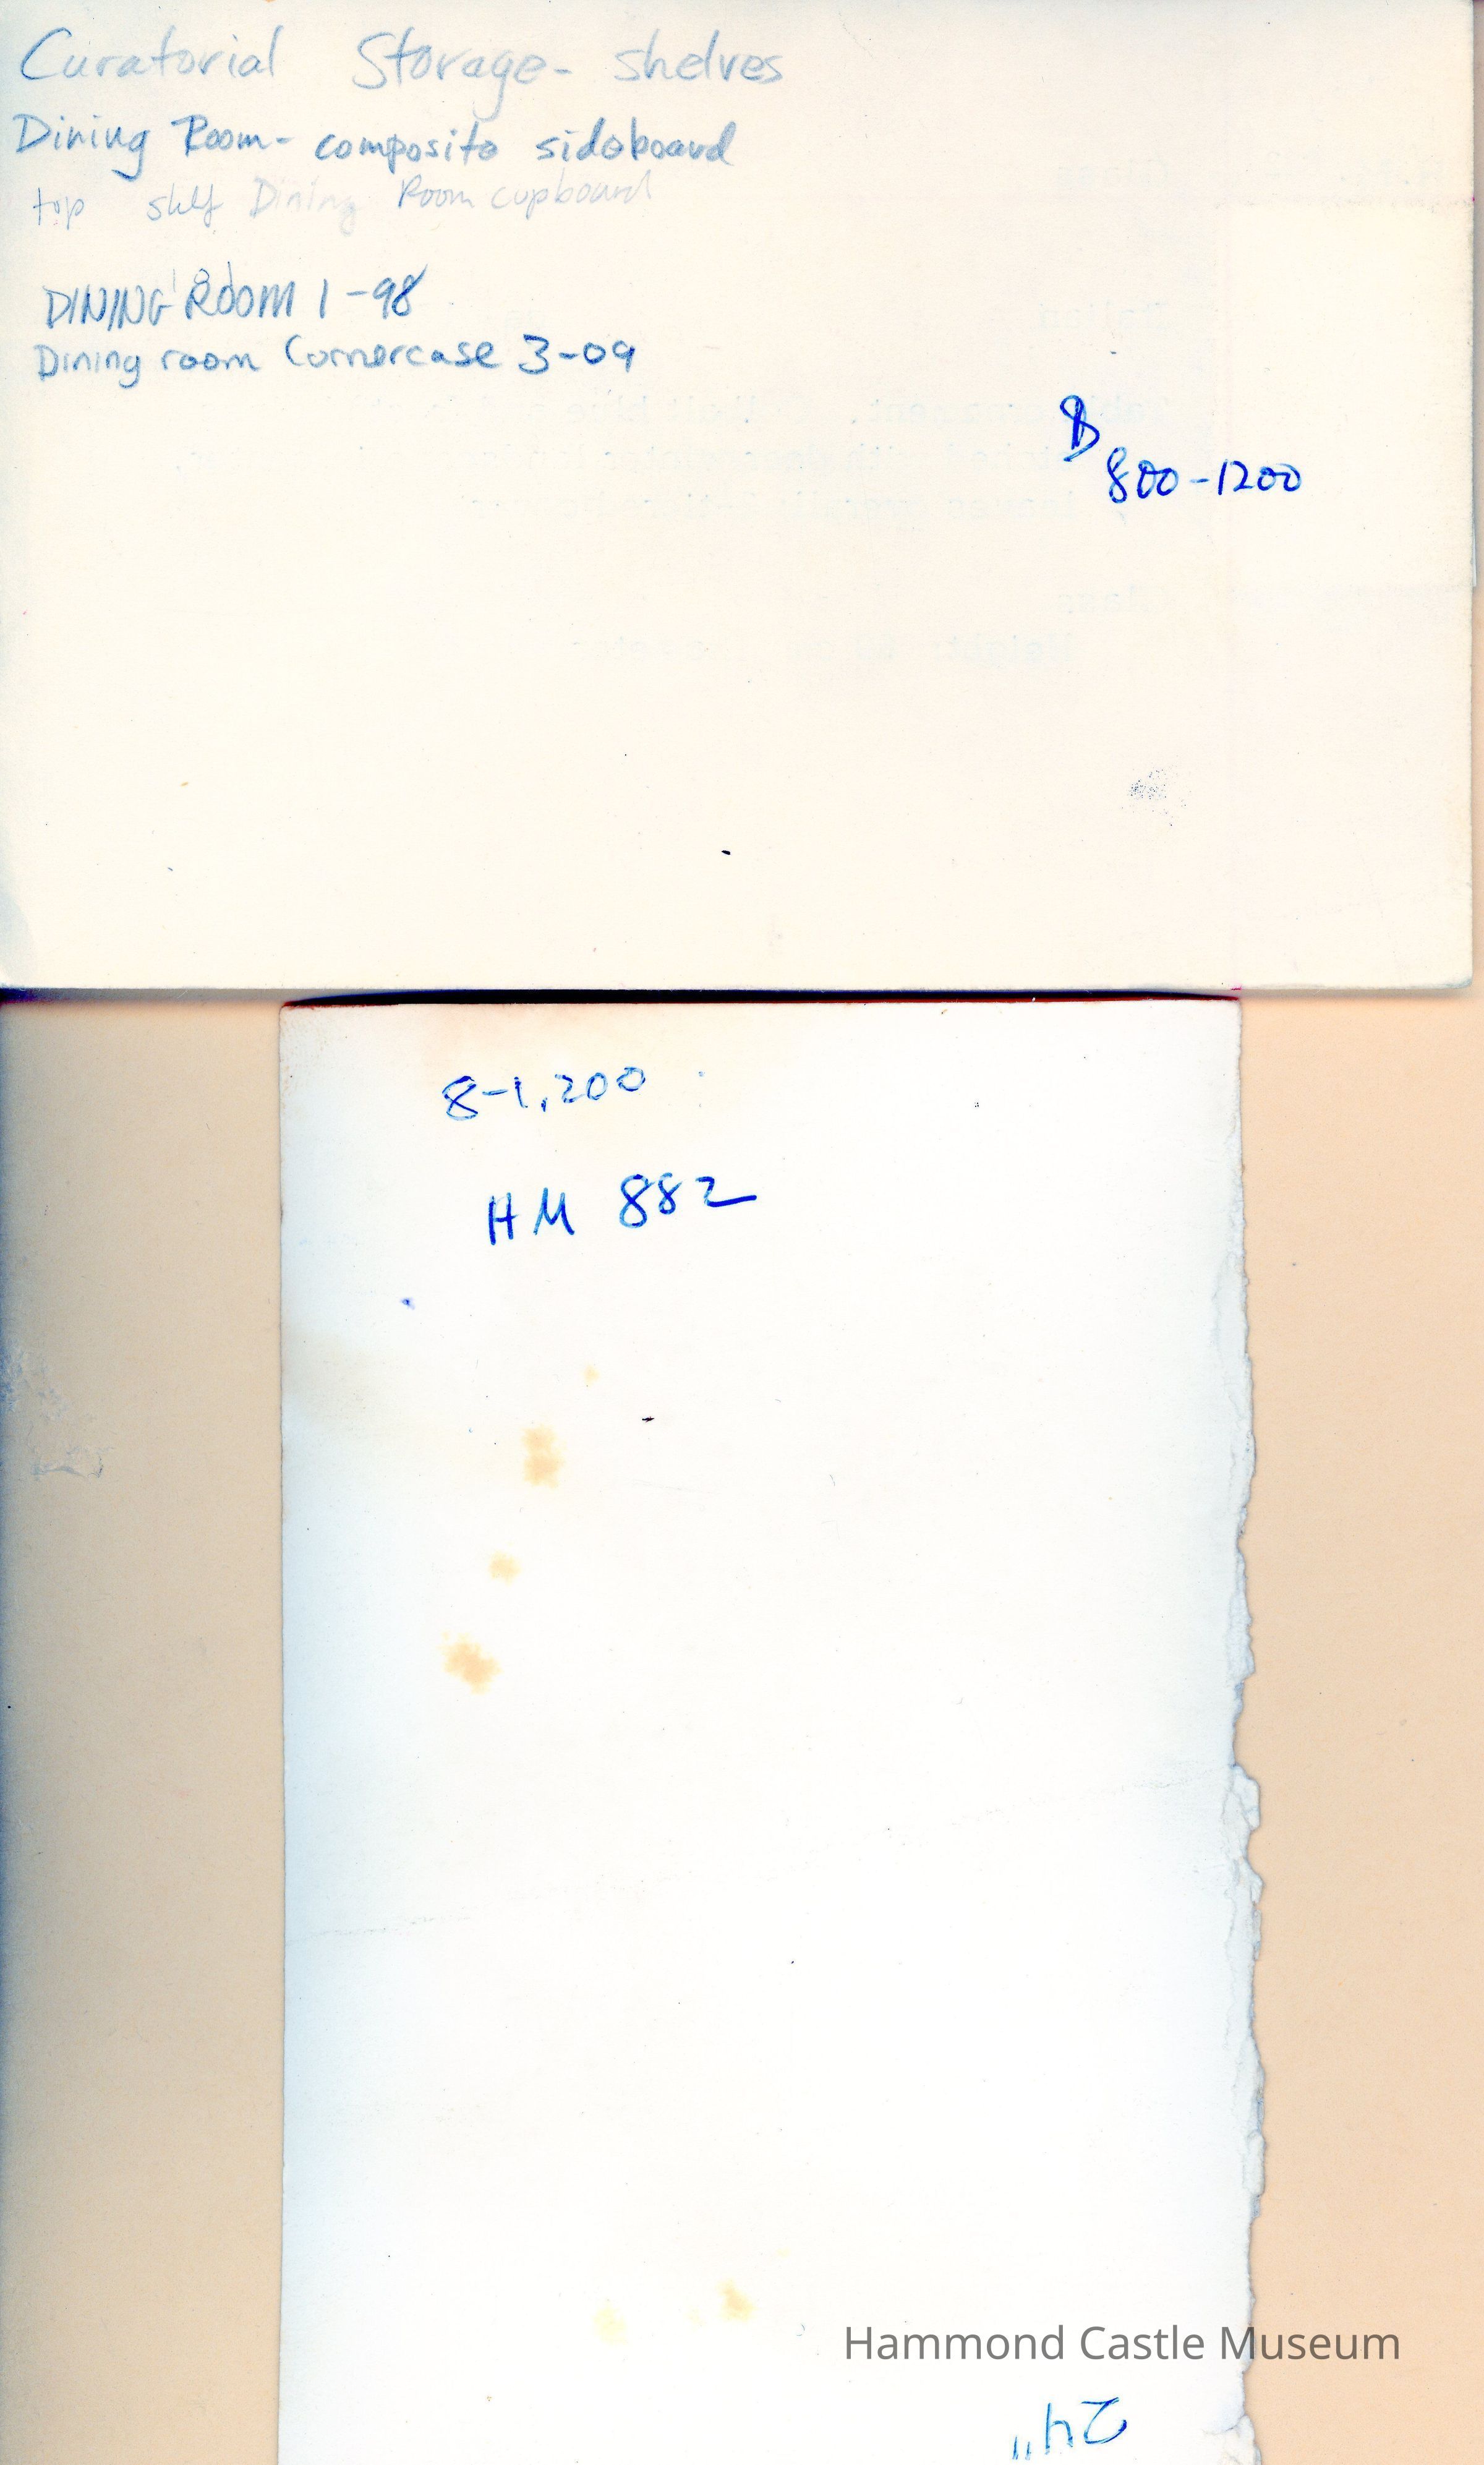 Curatorial Storage- shelves
Dining Room- composite sideboard
top shelf Dining Room cupboard
DINING ROOM 1-98
Dining room Cornercase 3-09
B
800-1200
8-1,200
HM 882
Hammond Castle Museum
24"